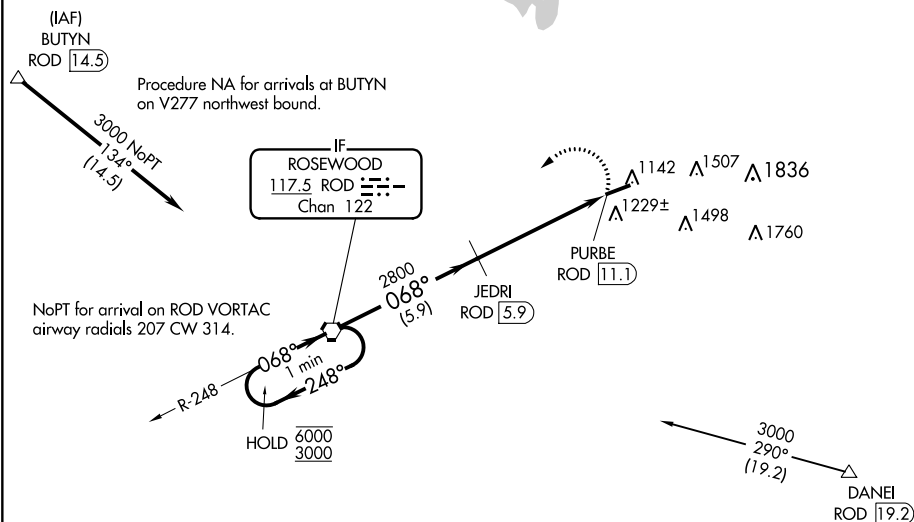 (IAF)
BUTYN
ROD 14.5
Procedure NA for arrivals at BUTYN
on V277 northwest bound.
3000 NoPT
134°
(14.5)
IF
ROSEWOOD
117.5 ROD
Chan 122
1142
1507
1836
1229±
1498
1760
PURBE
ROD 11.1
2800
068°
(5.9)
JEDRI
ROD 5.9
NoPT for arrival on ROD VORTAC
airway radials 207 CW 314.
068°
1 min
248°
R-248
HOLD 6000
3000
3000
290°
(19.2)
DANEI
ROD 19.2